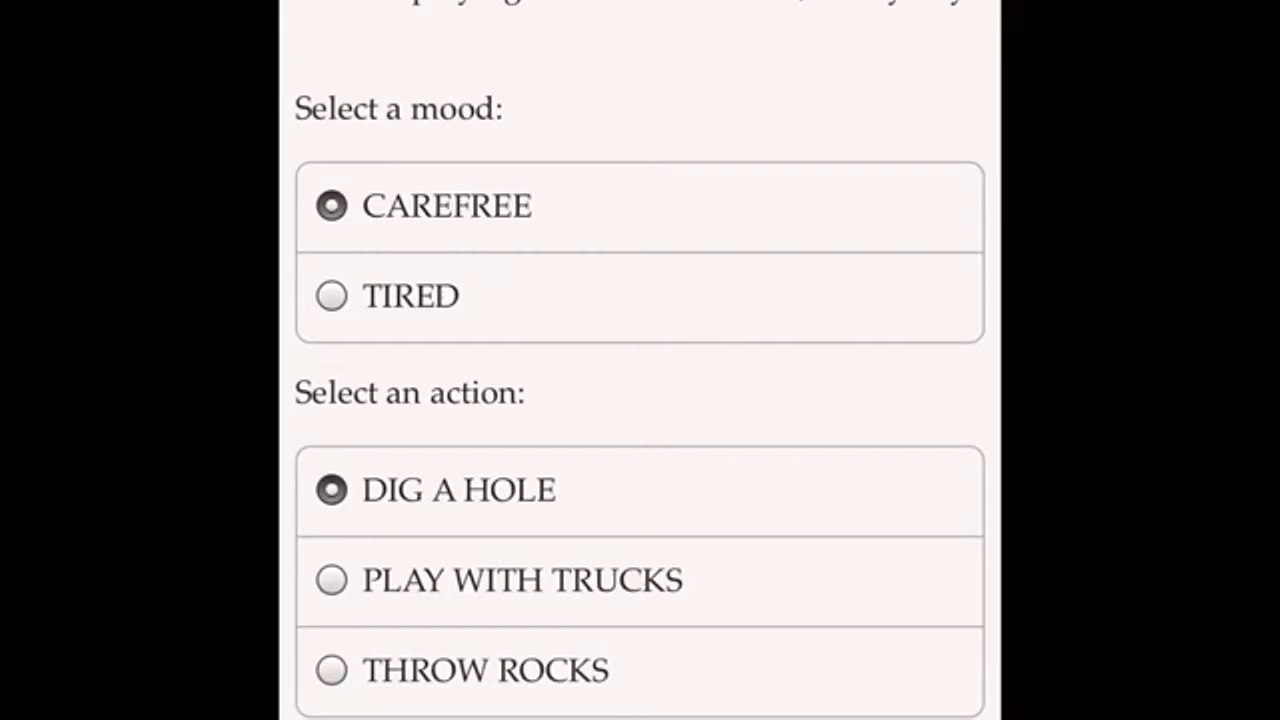 Select a mood:
CAREFREE
TIRED
Select an action:
DIG A HOLE
PLAY WITH TRUCKS
THROW ROCKS